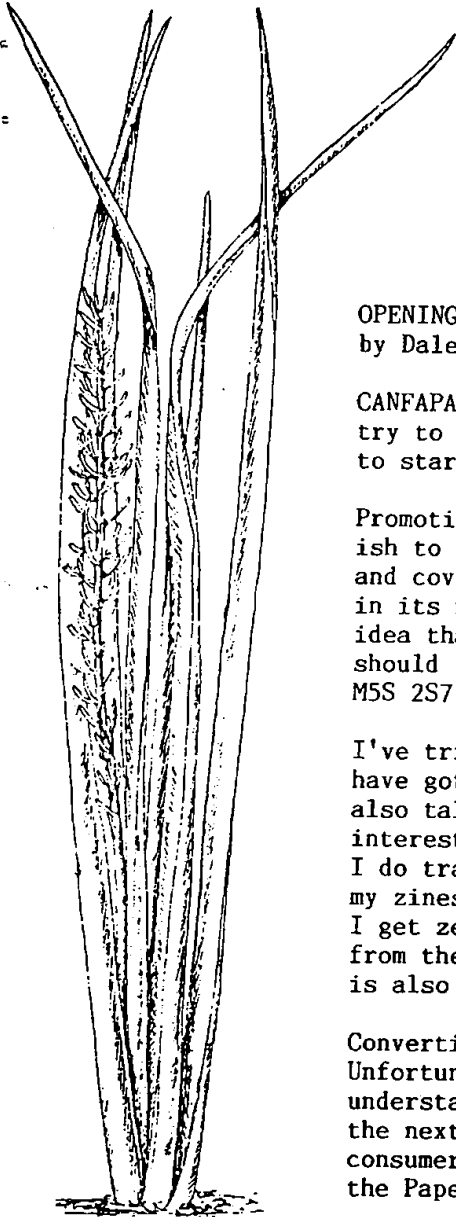 OPENING
by Dale

CANFAPA
try to
to star

Promoti
ish to
and cov
in its
idea tha
should
M5S 2S7

I've tri
have got
also tal
interest
I do tra
my zines
I get ze
from the
is also

Converti
Unfortun
understa
the next
consumer
the Pape